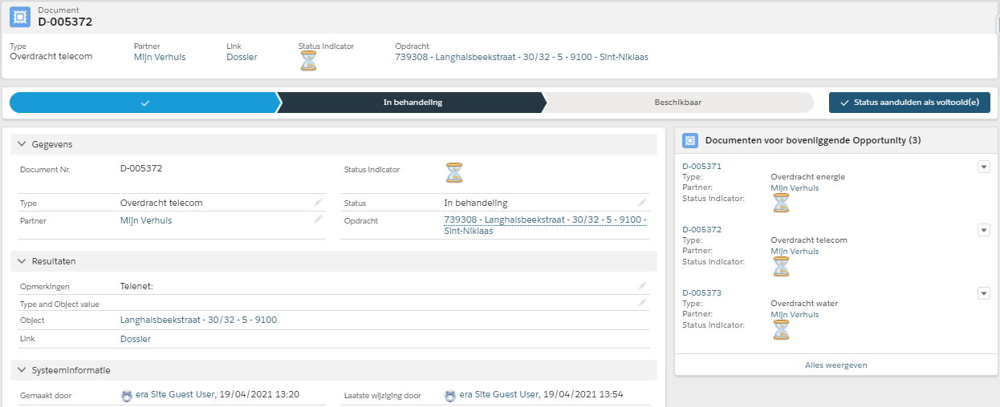 Document
D-005372
Type
Overdracht telecom
Partner
Mijn Verhuis
Link
Dossier
Status Indicator
Opdracht
739308 - Langhalsbeekstraat - 30/32 - 5 - 9100 - Sint-Niklaas
In behandeling
Beschikbaar
Status aanduiden als voltooid(e)
Gegevens
Document Nr.
D-005372
Status Indicator
Type
Overdracht telecom
Status
In behandeling
Partner
Mijn Verhuis
Opdracht
739308 - Langhalsbeekstraat - 30/32 - 5 - 9100 -
Sint-Niklaas
Resultaten
Opmerkingen
Telenet:
Type and Object value
Object
Langhalsbeekstraat - 30/32 - 5 - 9100
Link
Dossier
Systeeminformatie
Gemaakt door
era Site Guest User, 19/04/2021 13:20
Laatste wijziging door
era Site Guest User, 19/04/2021 13:54
Documenten voor bovenliggende Opportunity (3)
D-005371
Type:
Overdracht energie
Partner:
Mijn Verhuis
Status Indicator:
D-005372
Type:
Overdracht telecom
Partner:
Mijn Verhuis
Status Indicator:
D-005373
Type:
Overdracht water
Partner:
Mijn Verhuis
Status Indicator:
Alles weergeven